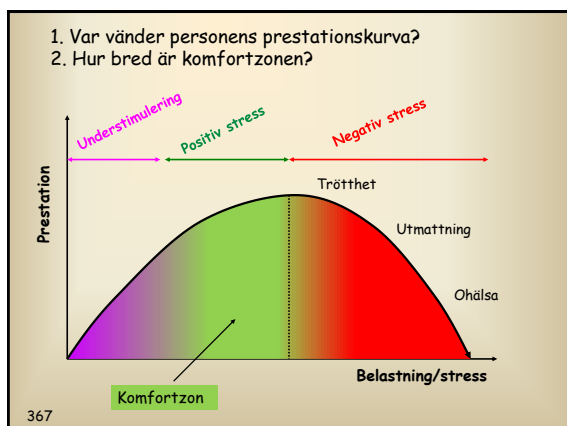 1. Var vänder personens prestationskurva?
2. Hur bred är komfortzonen?
Understimulering
Positiv stress
Negativ stress
Prestation
Trötthet
Utmattning
Ohälsa
Belastning/stress
Komfortzon
367